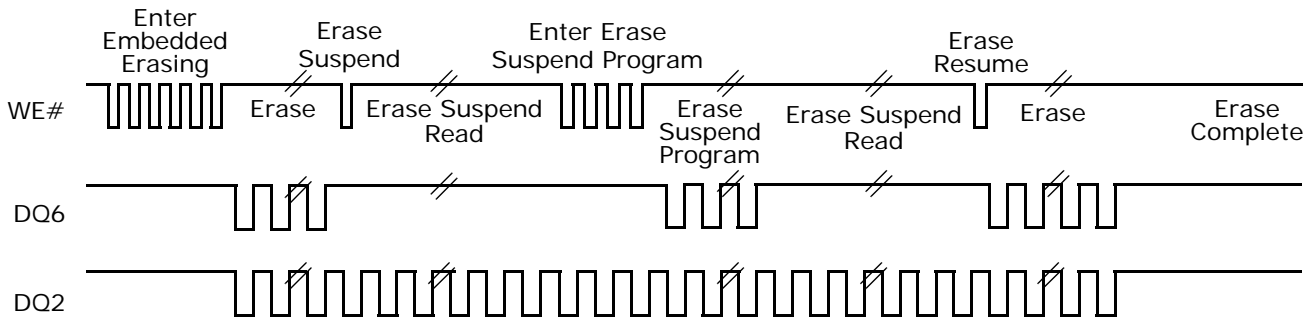 Enter
Embedded
Erasing
Erase
Suspend
Enter Erase
Suspend Program
Erase
Resume
WE#
Erase
Erase Suspend
Read
Erase
Suspend
Program
Erase Suspend
Read
Erase
Erase
Complete
DQ6
DQ2